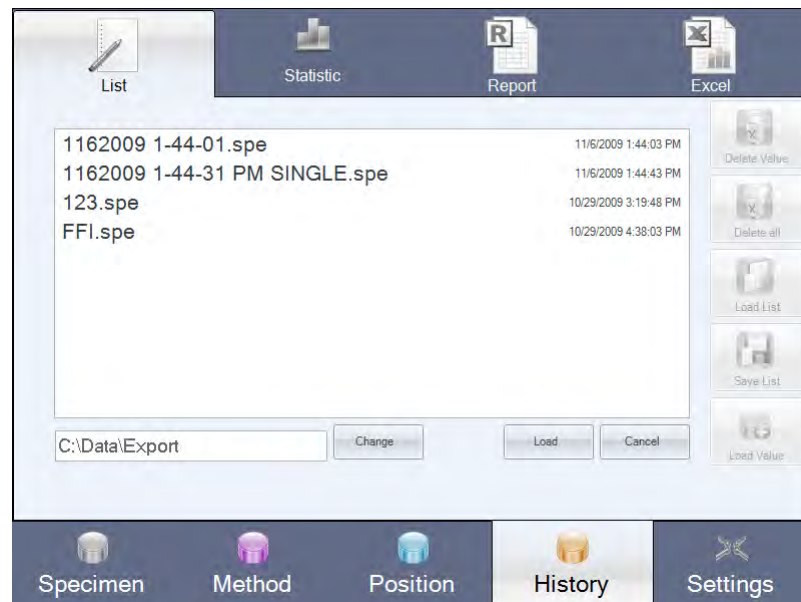 List
Statistic
R
Report
X
Excel
1162009 1-44-01.spe 11/6/2009 1:44:03 PM
1162009 1-44-31 PM SINGLE.spe 11/6/2009 1:44:43 PM
123.spe 10/29/2009 3:19:48 PM
FFI.spe 10/29/2009 4:38:03 PM
Delete Value
Delete all
Load List
Save List
Load Value
C:\Data\Export Change Load Cancel
Specimen Method Position History Settings